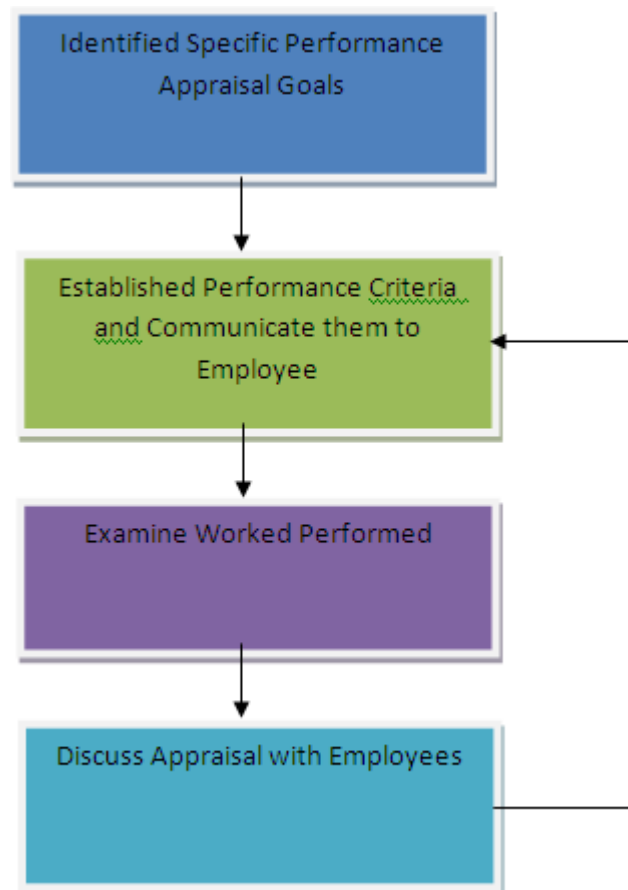 Identified Specific Performance
Appraisal Goals
Established Performance Criteria
and Communicate them to
Employee
Examine Worked Performed
Discuss Appraisal with Employees